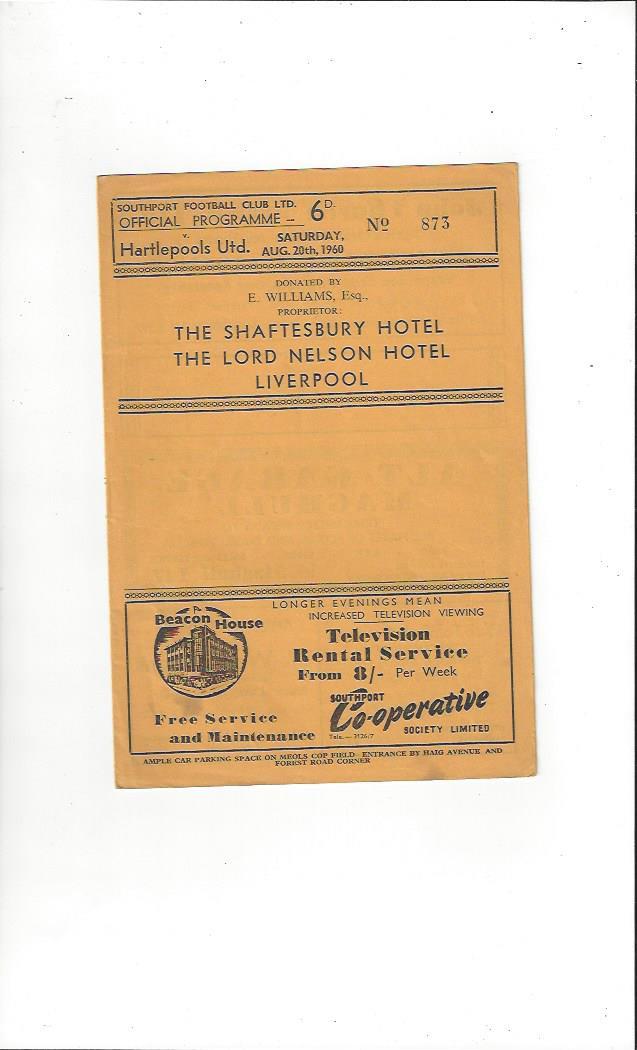 SOUTHPORT FOOTBALL CLUB LTD.
OFFICIAL PROGRAMME – 6D.
Nº 873
v.
Hartlepools Utd.
SATURDAY,
AUG. 20th, 1960
DONATED BY
E. WILLIAMS, Esq.,
PROPRIETOR:
THE SHAFTESBURY HOTEL
THE LORD NELSON HOTEL
LIVERPOOL
LONGER EVENINGS MEAN
INCREASED TELEVISION VIEWING
Beacon House
Television
Rental Service
From 8/- Per Week
Free Service
and Maintenance
SOUTHPORT
Co-operative
SOCIETY LIMITED
Tele.— 3126/7
AMPLE CAR PARKING SPACE ON MEOLS COP FIELD- ENTRANCE BY HAIG AVENUE AND
FOREST ROAD CORNER